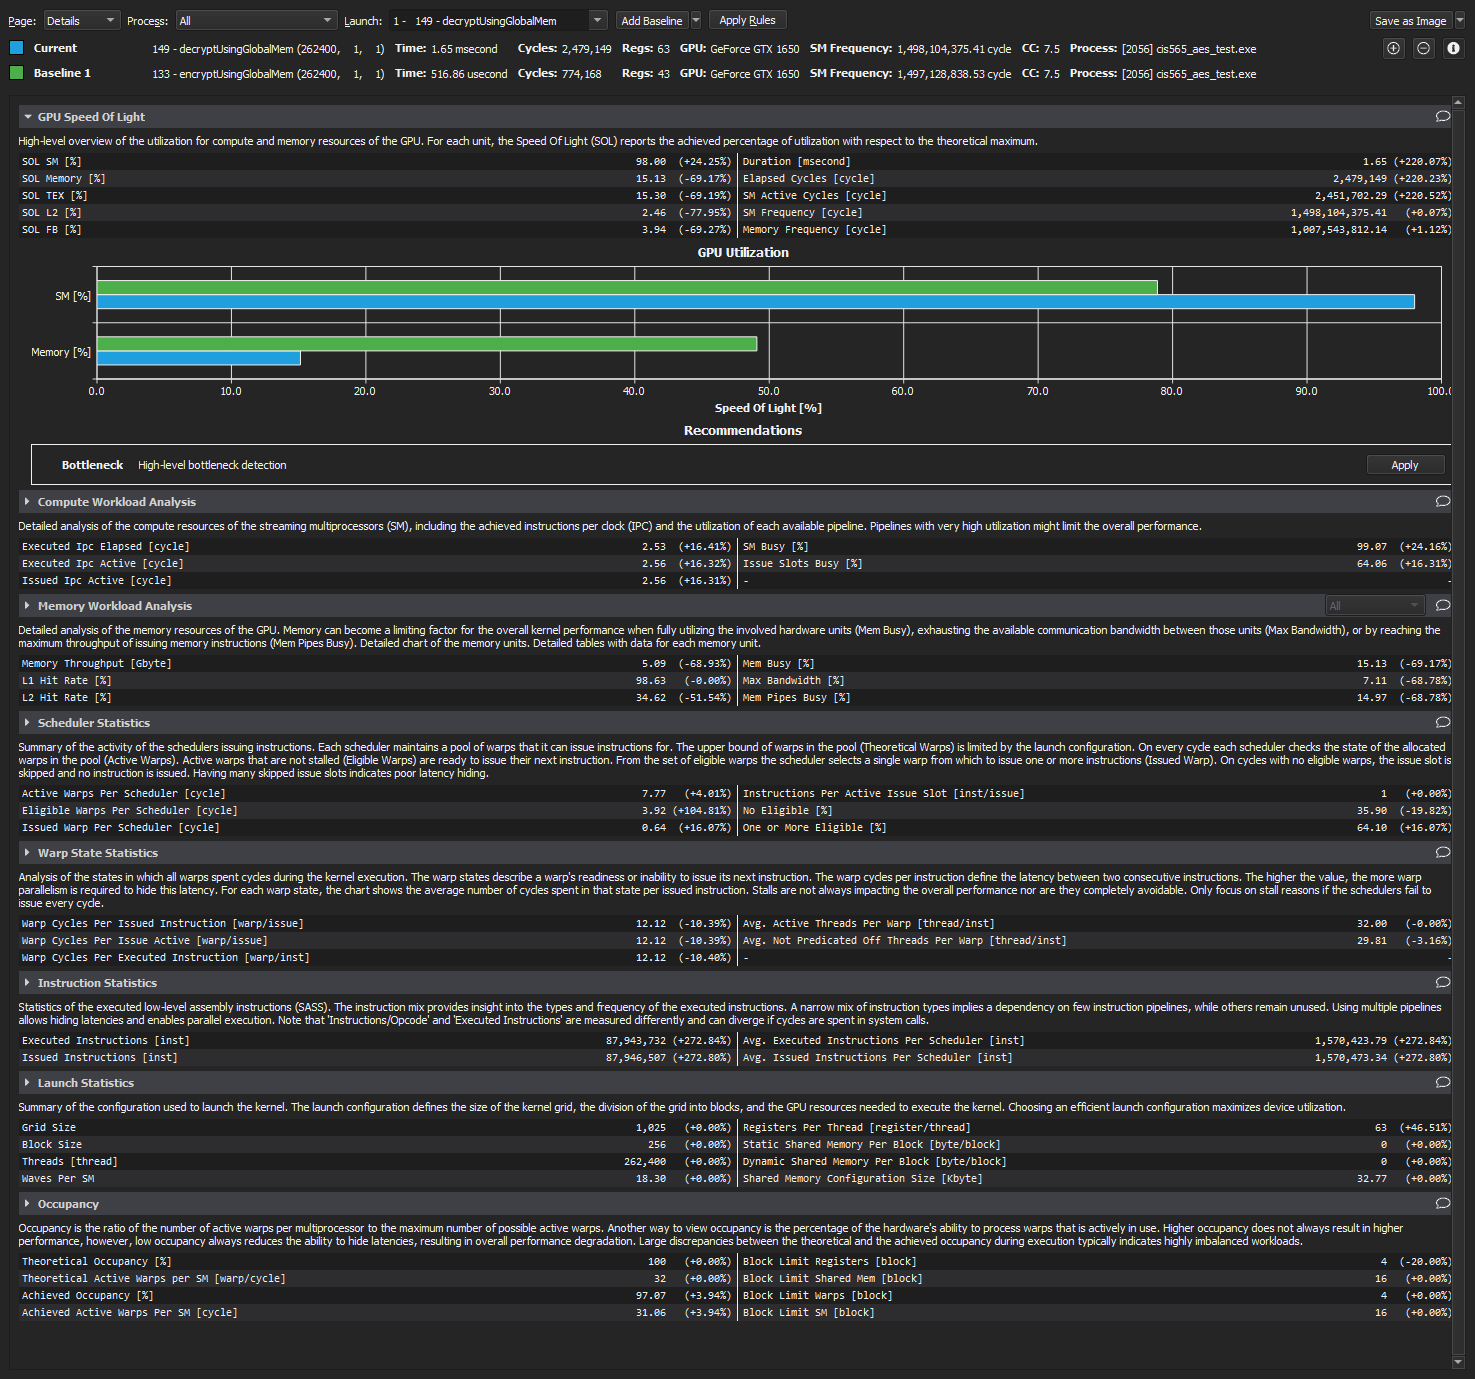 Page: Details Process: All Launch: 1 - 149 - decryptUsingGlobalMem Add Baseline Apply Rules Save as Image
Current 149 - decryptUsingGlobalMem (262400, 1, 1) Time: 1.65 msecond Cycles: 2,479,149 Regs: 63 GPU: GeForce GTX 1650 SM Frequency: 1,498,104,375.41 cycle CC: 7.5 Process: [2056] cis565_aes_test.exe
Baseline 1 133 - encryptUsingGlobalMem (262400, 1, 1) Time: 516.86 usecond Cycles: 774,168 Regs: 43 GPU: GeForce GTX 1650 SM Frequency: 1,497,128,838.53 cycle CC: 7.5 Process: [2056] cis565_aes_test.exe
GPU Speed Of Light
High-level overview of the utilization for compute and memory resources of the GPU. For each unit, the Speed Of Light (SOL) reports the achieved percentage of utilization with respect to the theoretical maximum.
SOL SM [%] 98.00 (+24.25%) Duration [msecond] 1.65 (+220.07%)
SOL Memory [%] 15.13 (-69.17%) Elapsed Cycles [cycle] 2,479,149 (+220.23%)
SOL TEX [%] 15.30 (-69.19%) SM Active Cycles [cycle] 2,451,702.29 (+220.52%)
SOL L2 [%] 2.46 (-77.95%) SM Frequency [cycle] 1,498,104,375.41 (+0.07%)
SOL FB [%] 3.94 (-69.27%) Memory Frequency [cycle] 1,007,543,812.14 (+1.12%)
GPU Utilization
SM [%]
Memory [%]
0.0 10.0 20.0 30.0 40.0 50.0 60.0 70.0 80.0 90.0 100.0
Speed Of Light [%]
Recommendations
Bottleneck High-level bottleneck detection Apply
Compute Workload Analysis
Detailed analysis of the compute resources of the streaming multiprocessors (SM), including the achieved instructions per clock (IPC) and the utilization of each available pipeline. Pipelines with very high utilization might limit the overall performance.
Executed Ipc Elapsed [cycle] 2.53 (+16.41%) SM Busy [%] 99.07 (+24.16%)
Executed Ipc Active [cycle] 2.56 (+16.32%) Issue Slots Busy [%] 64.06 (+16.31%)
Issued Ipc Active [cycle] 2.56 (+16.31%) - -
Memory Workload Analysis All
Detailed analysis of the memory resources of the GPU. Memory can become a limiting factor for the overall kernel performance when fully utilizing the involved hardware units (Mem Busy), exhausting the available communication bandwidth between those units (Max Bandwidth), or by reaching the
maximum throughput of issuing memory instructions (Mem Pipes Busy). Detailed chart of the memory units. Detailed tables with data for each memory unit.
Memory Throughput [Gbyte] 5.09 (-68.93%) Mem Busy [%] 15.13 (-69.17%)
L1 Hit Rate [%] 98.63 (-0.00%) Max Bandwidth [%] 7.11 (-68.78%)
L2 Hit Rate [%] 34.62 (-51.54%) Mem Pipes Busy [%] 14.97 (-68.78%)
Scheduler Statistics
Summary of the activity of the schedulers issuing instructions. Each scheduler maintains a pool of warps that it can issue instructions for. The upper bound of warps in the pool (Theoretical Warps) is limited by the launch configuration. On every cycle each scheduler checks the state of the allocated
warps in the pool (Active Warps). Active warps that are not stalled (Eligible Warps) are ready to issue their next instruction. From the set of eligible warps the scheduler selects a single warp from which to issue one or more instructions (Issued Warp). On cycles with no eligible warps, the issue slot is
skipped and no instruction is issued. Having many skipped issue slots indicates poor latency hiding.
Active Warps Per Scheduler [cycle] 7.77 (+4.01%) Instructions Per Active Issue Slot [inst/issue] 1 (+0.00%)
Eligible Warps Per Scheduler [cycle] 3.92 (+104.81%) No Eligible [%] 35.90 (-19.82%)
Issued Warp Per Scheduler [cycle] 0.64 (+16.07%) One or More Eligible [%] 64.10 (+16.07%)
Warp State Statistics
Analysis of the states in which all warps spent cycles during the kernel execution. The warp states describe a warp's readiness or inability to issue its next instruction. The warp cycles per instruction define the latency between two consecutive instructions. The higher the value, the more warp
parallelism is required to hide this latency. For each warp state, the chart shows the average number of cycles spent in that state per issued instruction. Stalls are not always impacting the overall performance nor are they completely avoidable. Only focus on stall reasons if the schedulers fail to
issue every cycle.
Warp Cycles Per Issued Instruction [warp/issue] 12.12 (-10.39%) Avg. Active Threads Per Warp [thread/inst] 32.00 (-0.00%)
Warp Cycles Per Issue Active [warp/issue] 12.12 (-10.39%) Avg. Not Predicated Off Threads Per Warp [thread/inst] 29.81 (-3.16%)
Warp Cycles Per Executed Instruction [warp/inst] 12.12 (-10.40%) - -
Instruction Statistics
Statistics of the executed low-level assembly instructions (SASS). The instruction mix provides insight into the types and frequency of the executed instructions. A narrow mix of instruction types implies a dependency on few instruction pipelines, while others remain unused. Using multiple pipelines
allows hiding latencies and enables parallel execution. Note that 'Instructions/Opcode' and 'Executed Instructions' are measured differently and can diverge if cycles are spent in system calls.
Executed Instructions [inst] 87,943,732 (+272.84%) Avg. Executed Instructions Per Scheduler [inst] 1,570,423.79 (+272.84%)
Issued Instructions [inst] 87,946,507 (+272.80%) Avg. Issued Instructions Per Scheduler [inst] 1,570,473.34 (+272.80%)
Launch Statistics
Summary of the configuration used to launch the kernel. The launch configuration defines the size of the kernel grid, the division of the grid into blocks, and the GPU resources needed to execute the kernel. Choosing an efficient launch configuration maximizes device utilization.
Grid Size 1,025 (+0.00%) Registers Per Thread [register/thread] 63 (+46.51%)
Block Size 256 (+0.00%) Static Shared Memory Per Block [byte/block] 0 (+0.00%)
Threads [thread] 262,400 (+0.00%) Dynamic Shared Memory Per Block [byte/block] 0 (+0.00%)
Waves Per SM 18.30 (+0.00%) Shared Memory Configuration Size [Kbyte] 32.77 (+0.00%)
Occupancy
Occupancy is the ratio of the number of active warps per multiprocessor to the maximum number of possible active warps. Another way to view occupancy is the percentage of the hardware's ability to process warps that is actively in use. Higher occupancy does not always result in higher
performance, however, low occupancy always reduces the ability to hide latencies, resulting in overall performance degradation. Large discrepancies between the theoretical and the achieved occupancy during execution typically indicates highly imbalanced workloads.
Theoretical Occupancy [%] 100 (+0.00%) Block Limit Registers [block] 4 (-20.00%)
Theoretical Active Warps per SM [warp/cycle] 32 (+0.00%) Block Limit Shared Mem [block] 16 (+0.00%)
Achieved Occupancy [%] 97.07 (+3.94%) Block Limit Warps [block] 4 (+0.00%)
Achieved Active Warps Per SM [cycle] 31.06 (+3.94%) Block Limit SM [block] 16 (+0.00%)